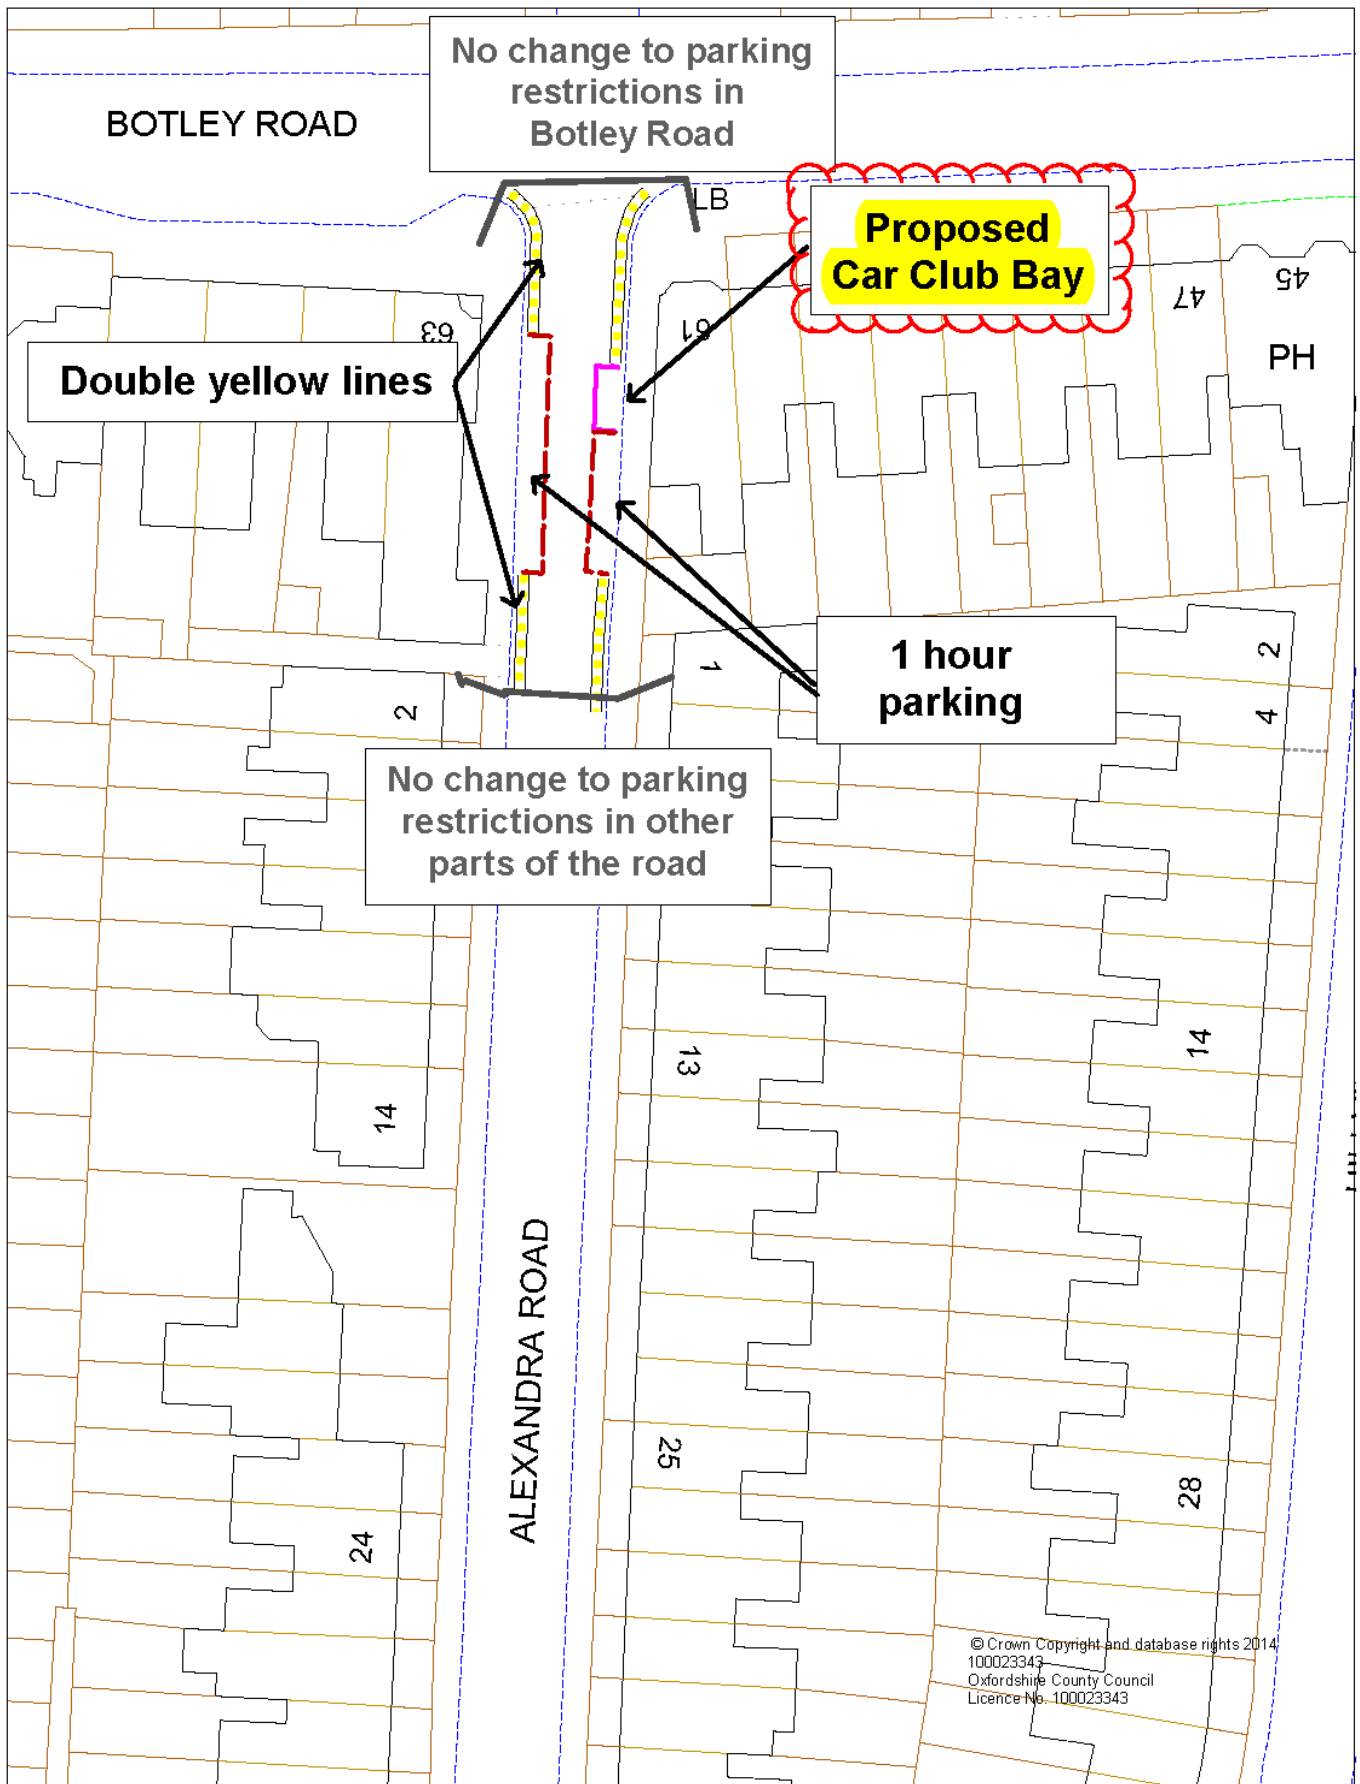 No change to parking
restrictions in
Botley Road
BOTLEY ROAD
LB
Proposed
Car Club Bay
45
47
63
61
PH
Double yellow lines
1 hour
parking
1
2
2
4
No change to parking
restrictions in other
parts of the road
13
14
14
ALEXANDRA ROAD
25
28
24
© Crown Copyright and database rights 2014
100023343
Oxfordshire County Council
Licence No. 100023343